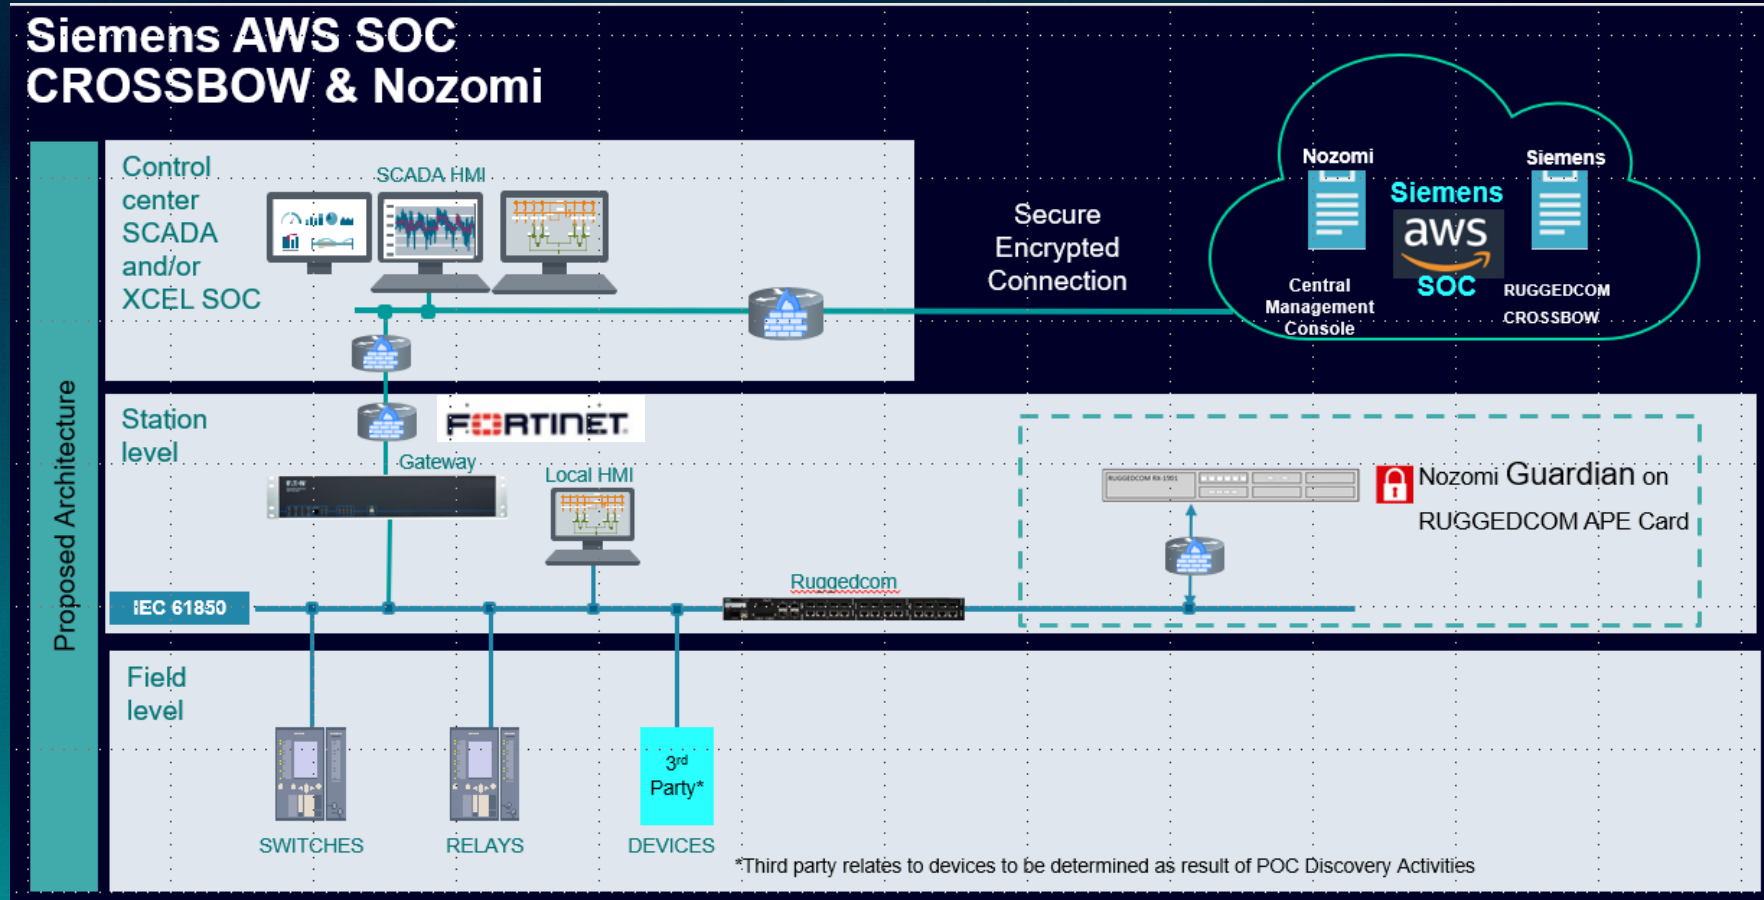 Siemens AWS SOC
CROSSBOW & Nozomi
Proposed Architecture
Control
center
SCADA
and/or
XCEL SOC
SCADA HMI
Secure
Encrypted
Connection
Nozomi
Siemens
Siemens
aws
SOC
Central
Management
Console
RUGGEDCOM
CROSSBOW
Station
level
FORTINET
Gateway
Local HMI
RUGGEDCOM RX-1501
Nozomi Guardian on
RUGGEDCOM APE Card
Ruggedcom
IEC 61850
Field
level
3rd
Party*
SWITCHES
RELAYS
DEVICES
*Third party relates to devices to be determined as result of POC Discovery Activities